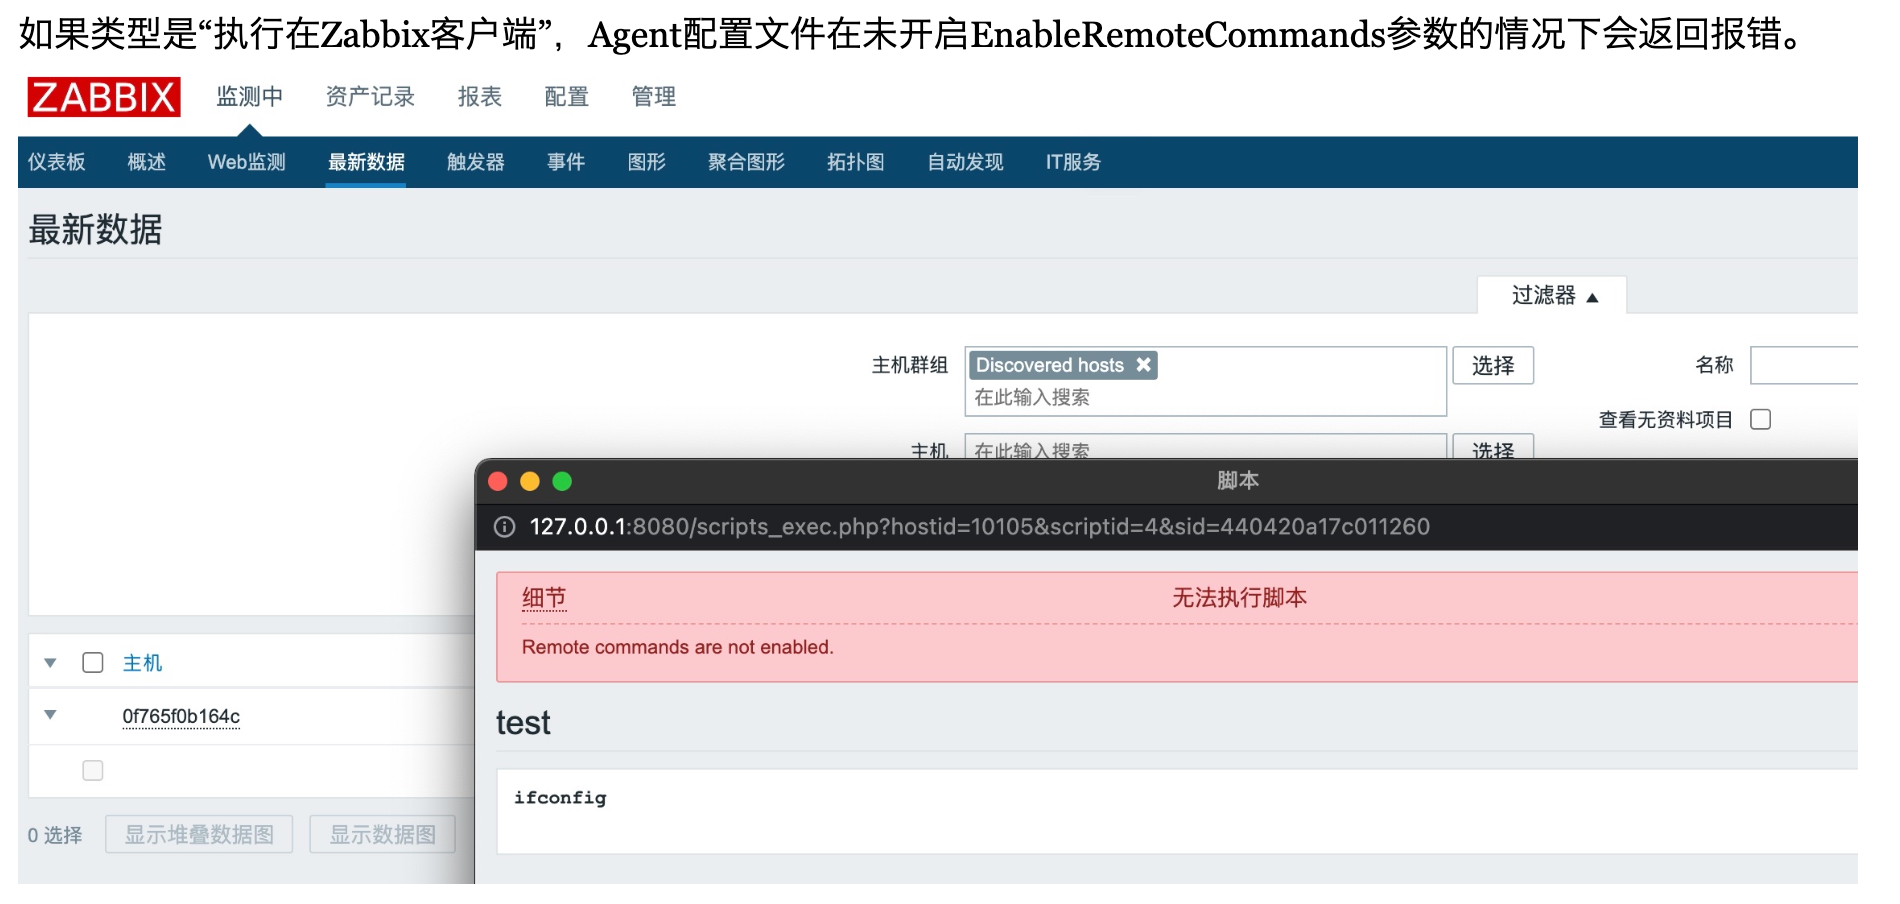 如果类型是“执行在Zabbix客户端”，Agent配置文件在未开启EnableRemoteCommands参数的情况下会返回报错。
ZABBIX 监测中 资产记录 报表 配置 管理
仪表板 概述 Web监测 最新数据 触发器 事件 图形 聚合图形 拓扑图 自动发现 IT服务
最新数据
过滤器 ▲
主机群组 Discovered hosts ✖ 选择 名称
在此输入搜索
查看无资料项目
主机 在此输入搜索 选择
脚本
127.0.0.1:8080/scripts_exec.php?hostid=10105&scriptid=4&sid=440420a17c011260
细节 无法执行脚本
Remote commands are not enabled.
主机
0f765f0b164c
test
ifconfig
0 选择 显示堆叠数据图 显示数据图